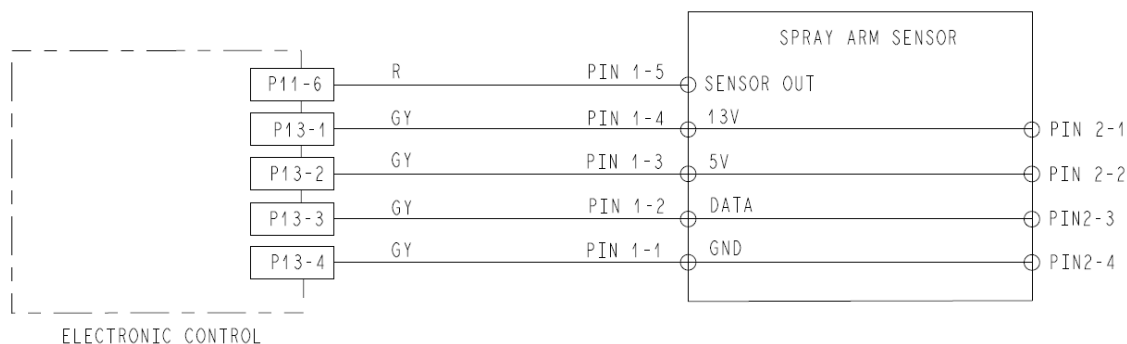 SPRAY ARM SENSOR
P11-6 R PIN 1-5 SENSOR OUT
P13-1 GY PIN 1-4 13V PIN 2-1
P13-2 GY PIN 1-3 5V PIN 2-2
P13-3 GY PIN 1-2 DATA PIN2-3
P13-4 GY PIN 1-1 GND PIN2-4
ELECTRONIC CONTROL